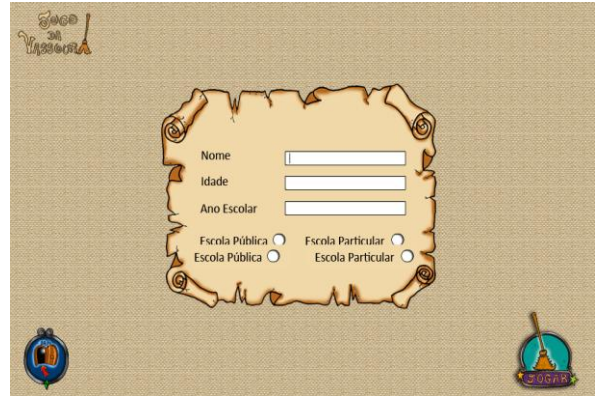 JOGO
DA
VASSOURA
Nome
Idade
Ano Escolar
Escola Pública Escola Particular
Escola Pública Escola Particular
JOGAR